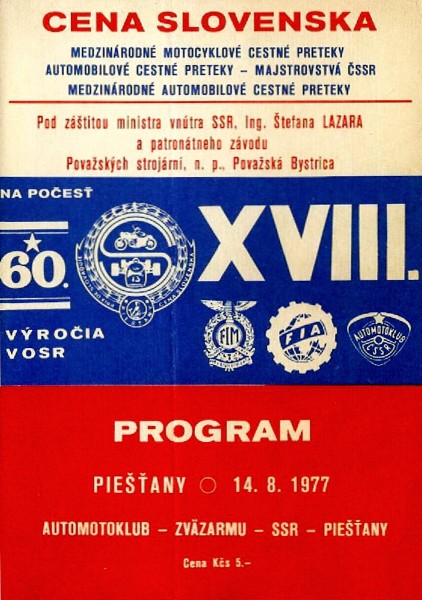 CENA SLOVENSKA
MEDZINÁRODNÉ MOTOCYKLOVÉ CESTNÉ PRETEKY
AUTOMOBILOVÉ CESTNÉ PRETEKY – MAJSTROVSTVÁ ČSSR
MEDZINÁRODNÉ AUTOMOBILOVÉ CESTNÉ PRETEKY
Pod záštitou ministra vnútra SSR, Ing. Štefana LAZARA
a patronátneho závodu
Považských strojární, n. p., Považská Bystrica
NA POČESŤ
60.
VÝROČIA
VOSR
XVIII.
CENA SLOVENSKA
FIM
FIA
AUTOMOTOKLUB
ČSSR
PROGRAM
PIEŠŤANY ○ 14. 8. 1977
AUTOMOTOKLUB – ZVÄZARMU – SSR – PIEŠŤANY
Cena Kčs 5.–